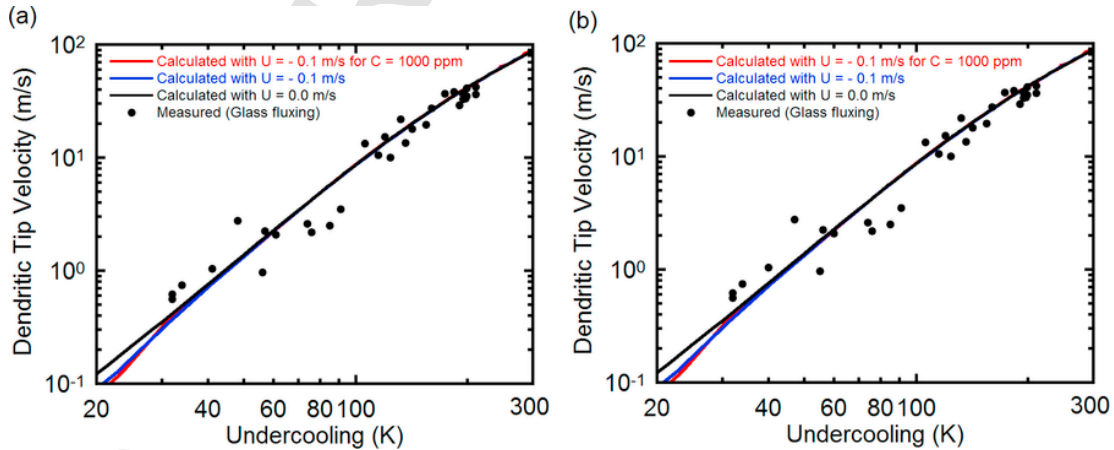 (a)
Dendritic Tip Velocity (m/s)
10²
10¹
10⁰
10⁻¹
Calculated with U = - 0.1 m/s for C = 1000 ppm
Calculated with U = - 0.1 m/s
Calculated with U = 0.0 m/s
Measured (Glass fluxing)
20 40 60 80 100 300
Undercooling (K)
(b)
Dendritic Tip Velocity (m/s)
10²
10¹
10⁰
10⁻¹
Calculated with U = - 0.1 m/s for C = 1000 ppm
Calculated with U = - 0.1 m/s
Calculated with U = 0.0 m/s
Measured (Glass fluxing)
20 40 60 80 100 300
Undercooling (K)